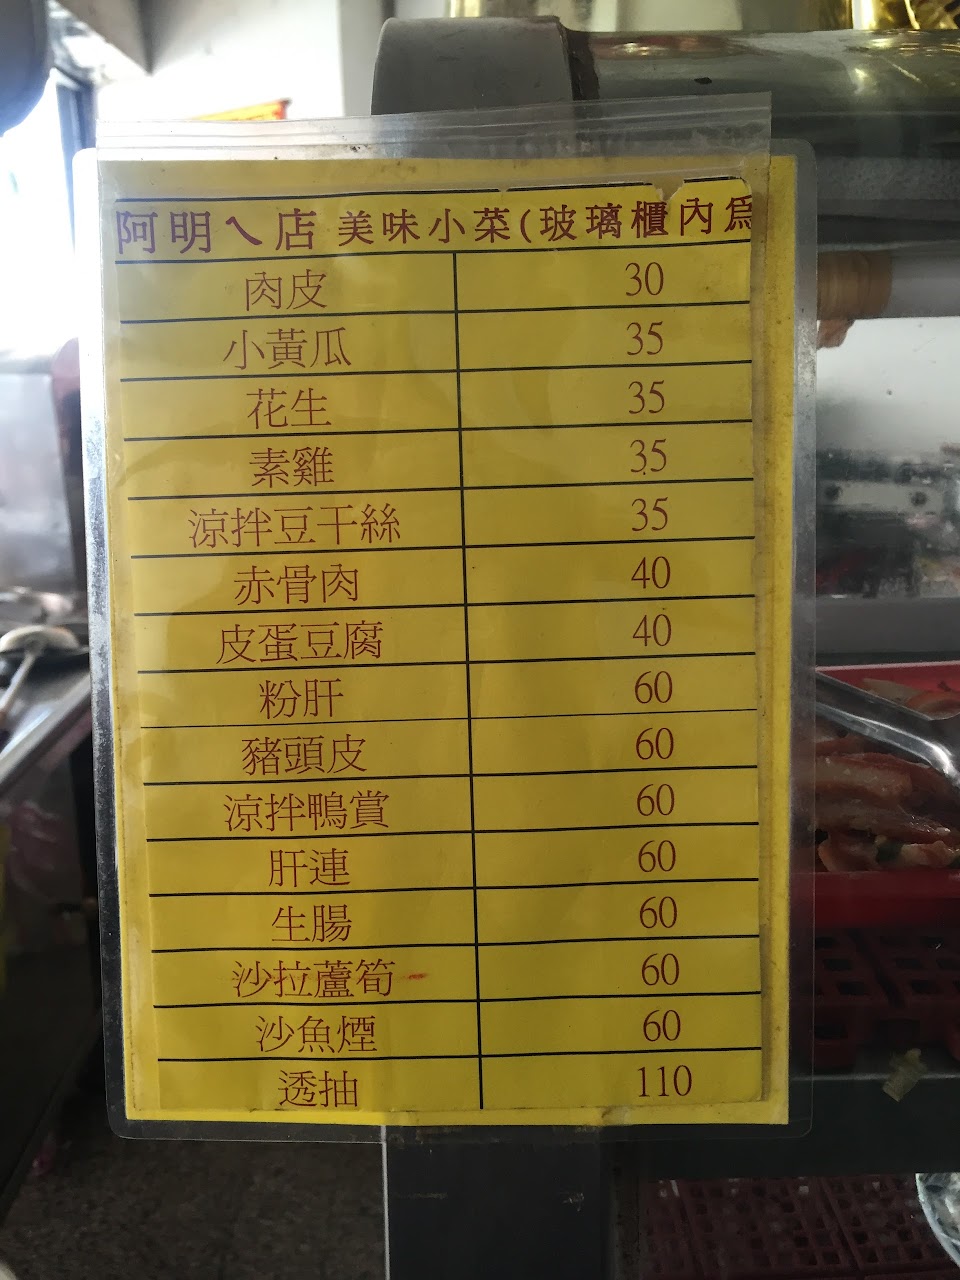 阿明ㄟ店 美味小菜(玻璃櫃內為
肉皮 30
小黃瓜 35
花生 35
素雞 35
涼拌豆干絲 35
赤骨肉 40
皮蛋豆腐 40
粉肝 60
豬頭皮 60
涼拌鴨賞 60
肝連 60
生腸 60
沙拉蘆筍 60
沙魚煙 60
透抽 110